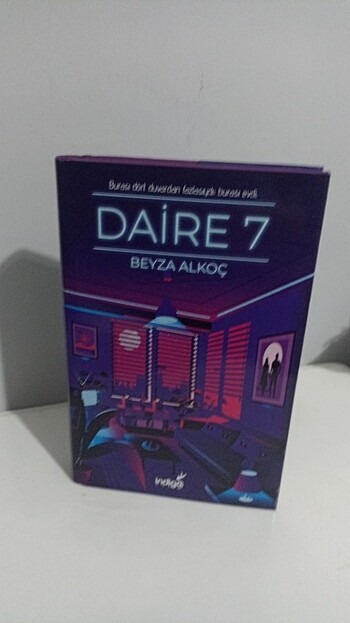 Burası dört duvardan fazlasıydı burası evdi.
DAİRE 7
BEYZA ALKOÇ
indigo